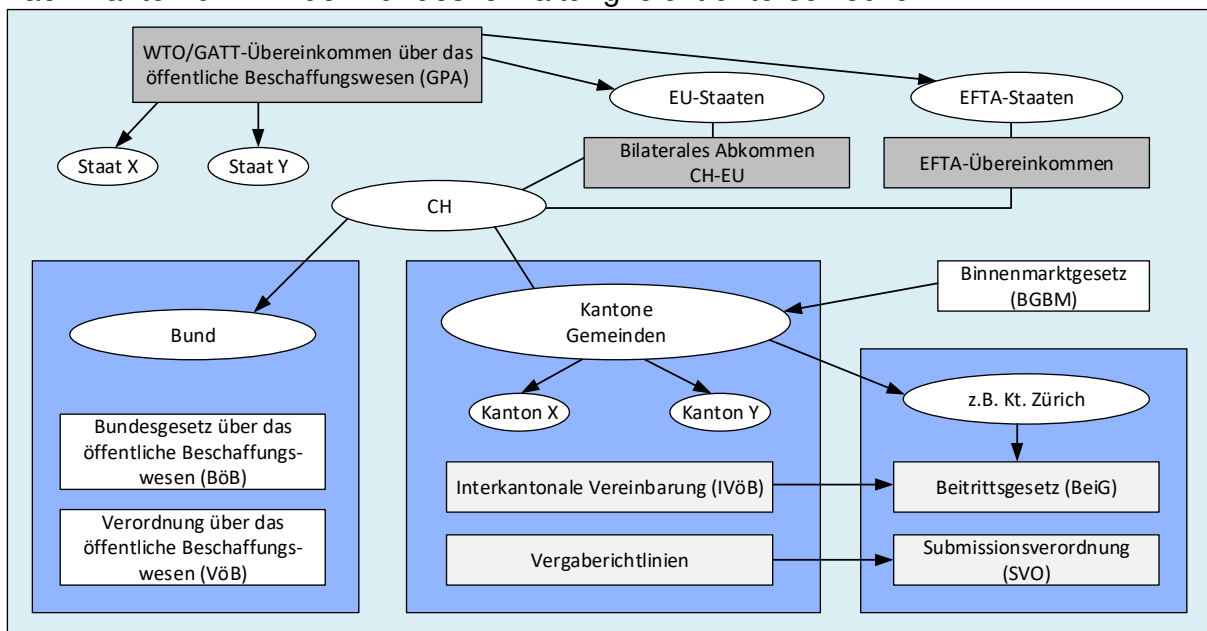 WTO/GATT-Übereinkommen über das
öffentliche Beschaffungswesen (GPA)
EU-Staaten
EFTA-Staaten
Staat X
Staat Y
Bilaterales Abkommen
CH-EU
EFTA-Übereinkommen
CH
Binnenmarktgesetz
(BGBM)
Bund
Kantone
Gemeinden
Kanton X
Kanton Y
z.B. Kt. Zürich
Bundesgesetz über das
öffentliche Beschaffungs-
wesen (BöB)
Interkantonale Vereinbarung (IVöB)
Beitrittsgesetz (BeiG)
Verordnung über das
öffentliche Beschaffungs-
wesen (VöB)
Vergaberichtlinien
Submissionsverordnung
(SVO)